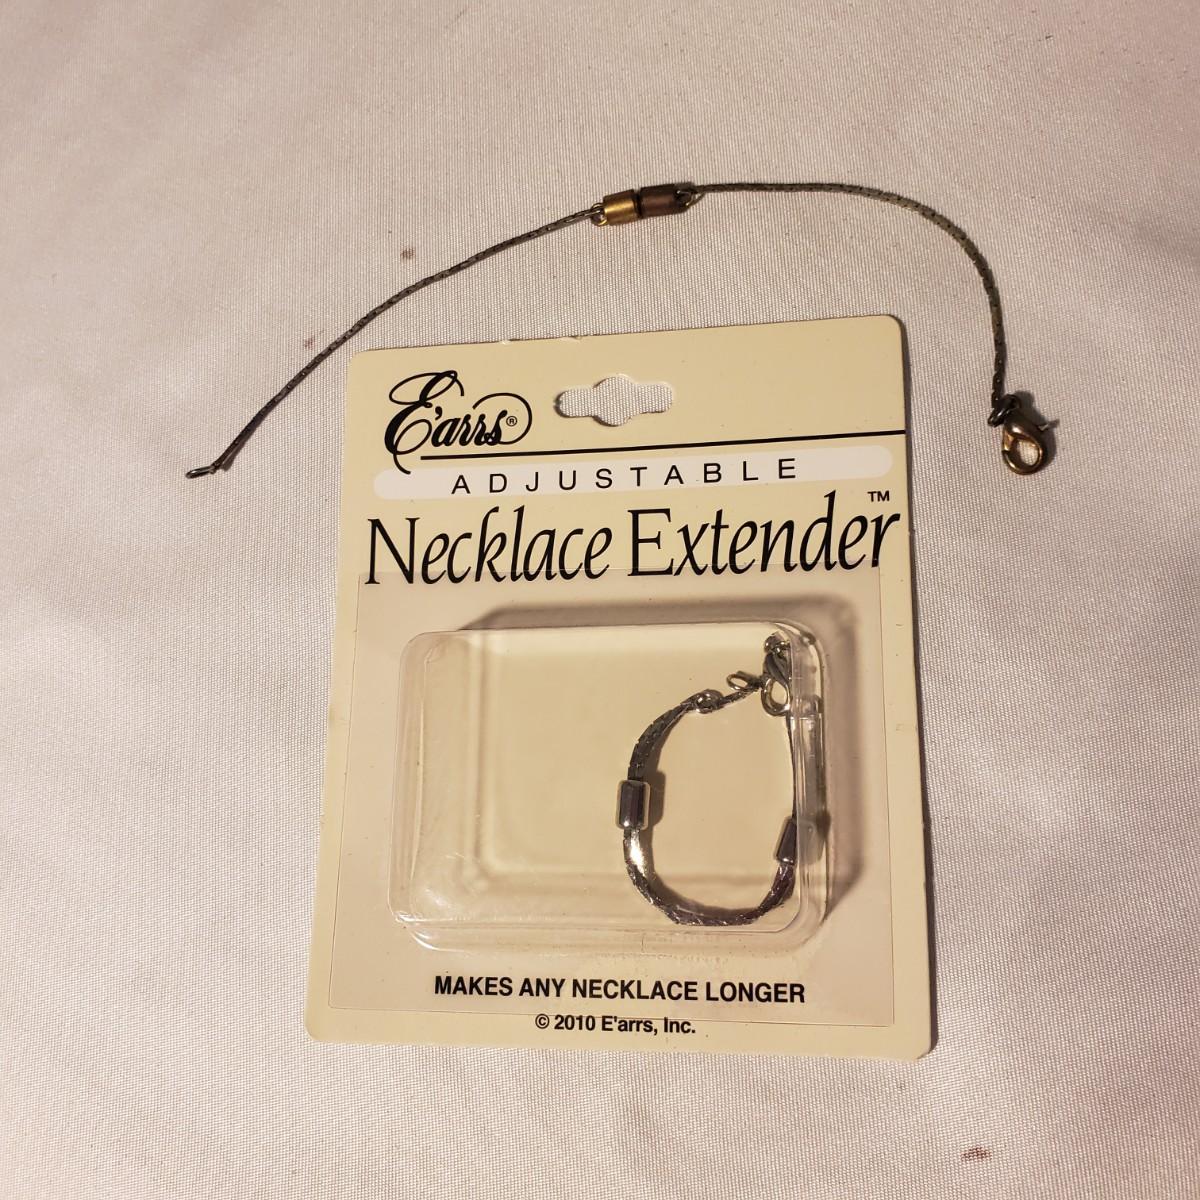 E'arrs®
ADJUSTABLE
Necklace Extender™
MAKES ANY NECKLACE LONGER
© 2010 E'arrs, Inc.